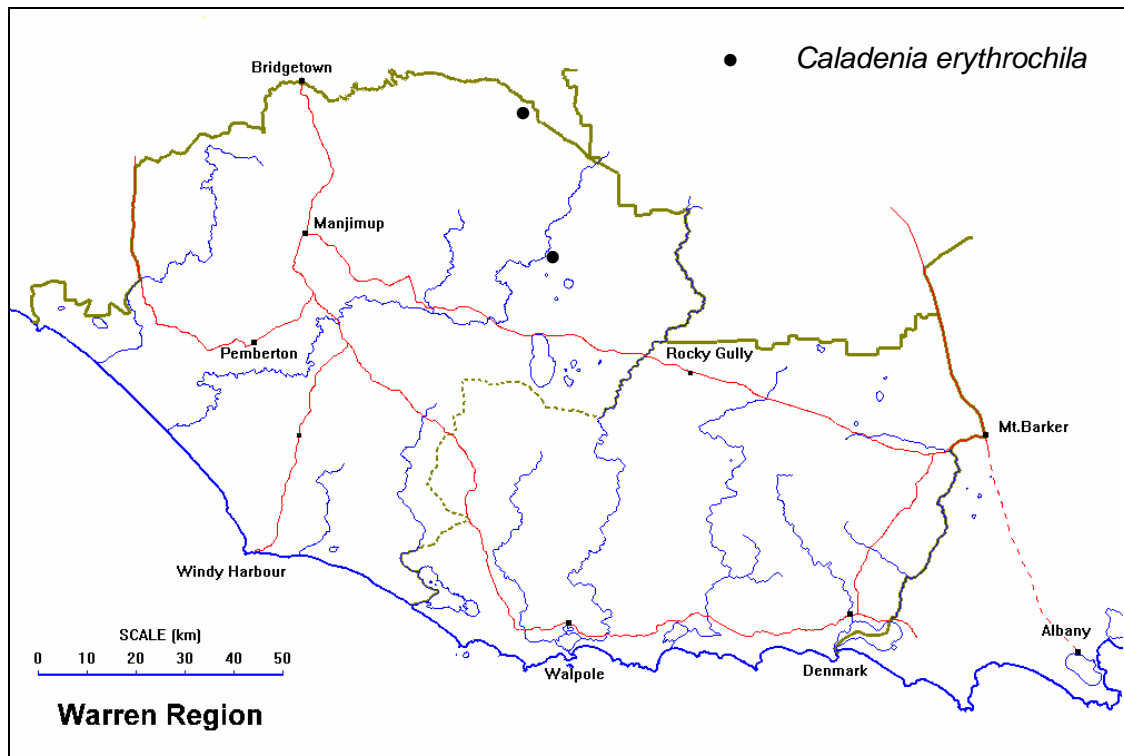 Caladenia erythrochila
Bridgetown
Manjimup
Pemberton
Rocky Gully
Mt.Barker
Windy Harbour
SCALE (km)
0 10 20 30 40 50
Walpole
Denmark
Albany
Warren Region